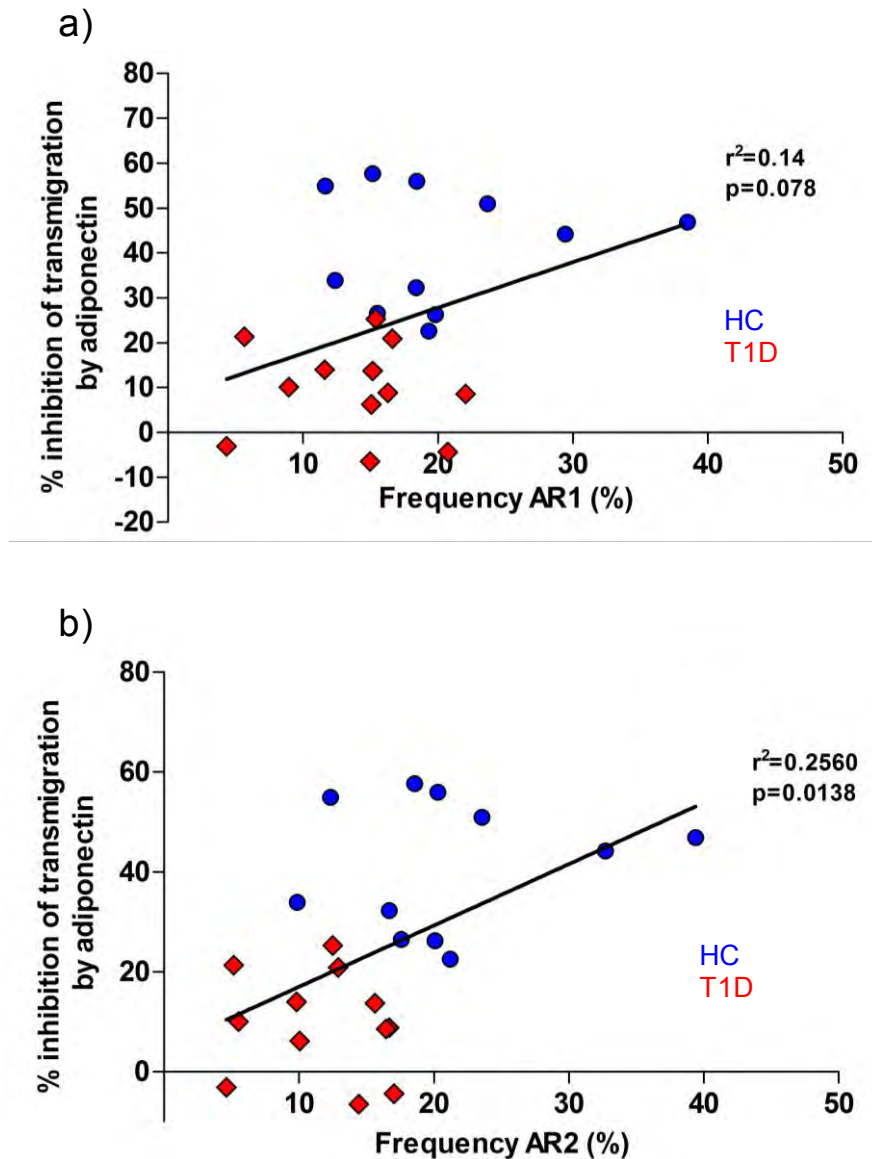 a)
80
70
60
50
40
30
20
10
0
-10
-20
% inhibition of transmigration
by adiponectin
r²=0.14
p=0.078
HC
T1D
10
20
30
40
50
Frequency AR1 (%)
b)
80
60
40
20
0
% inhibition of transmigration
by adiponectin
r²=0.2560
p=0.0138
HC
T1D
10
20
30
40
50
Frequency AR2 (%)